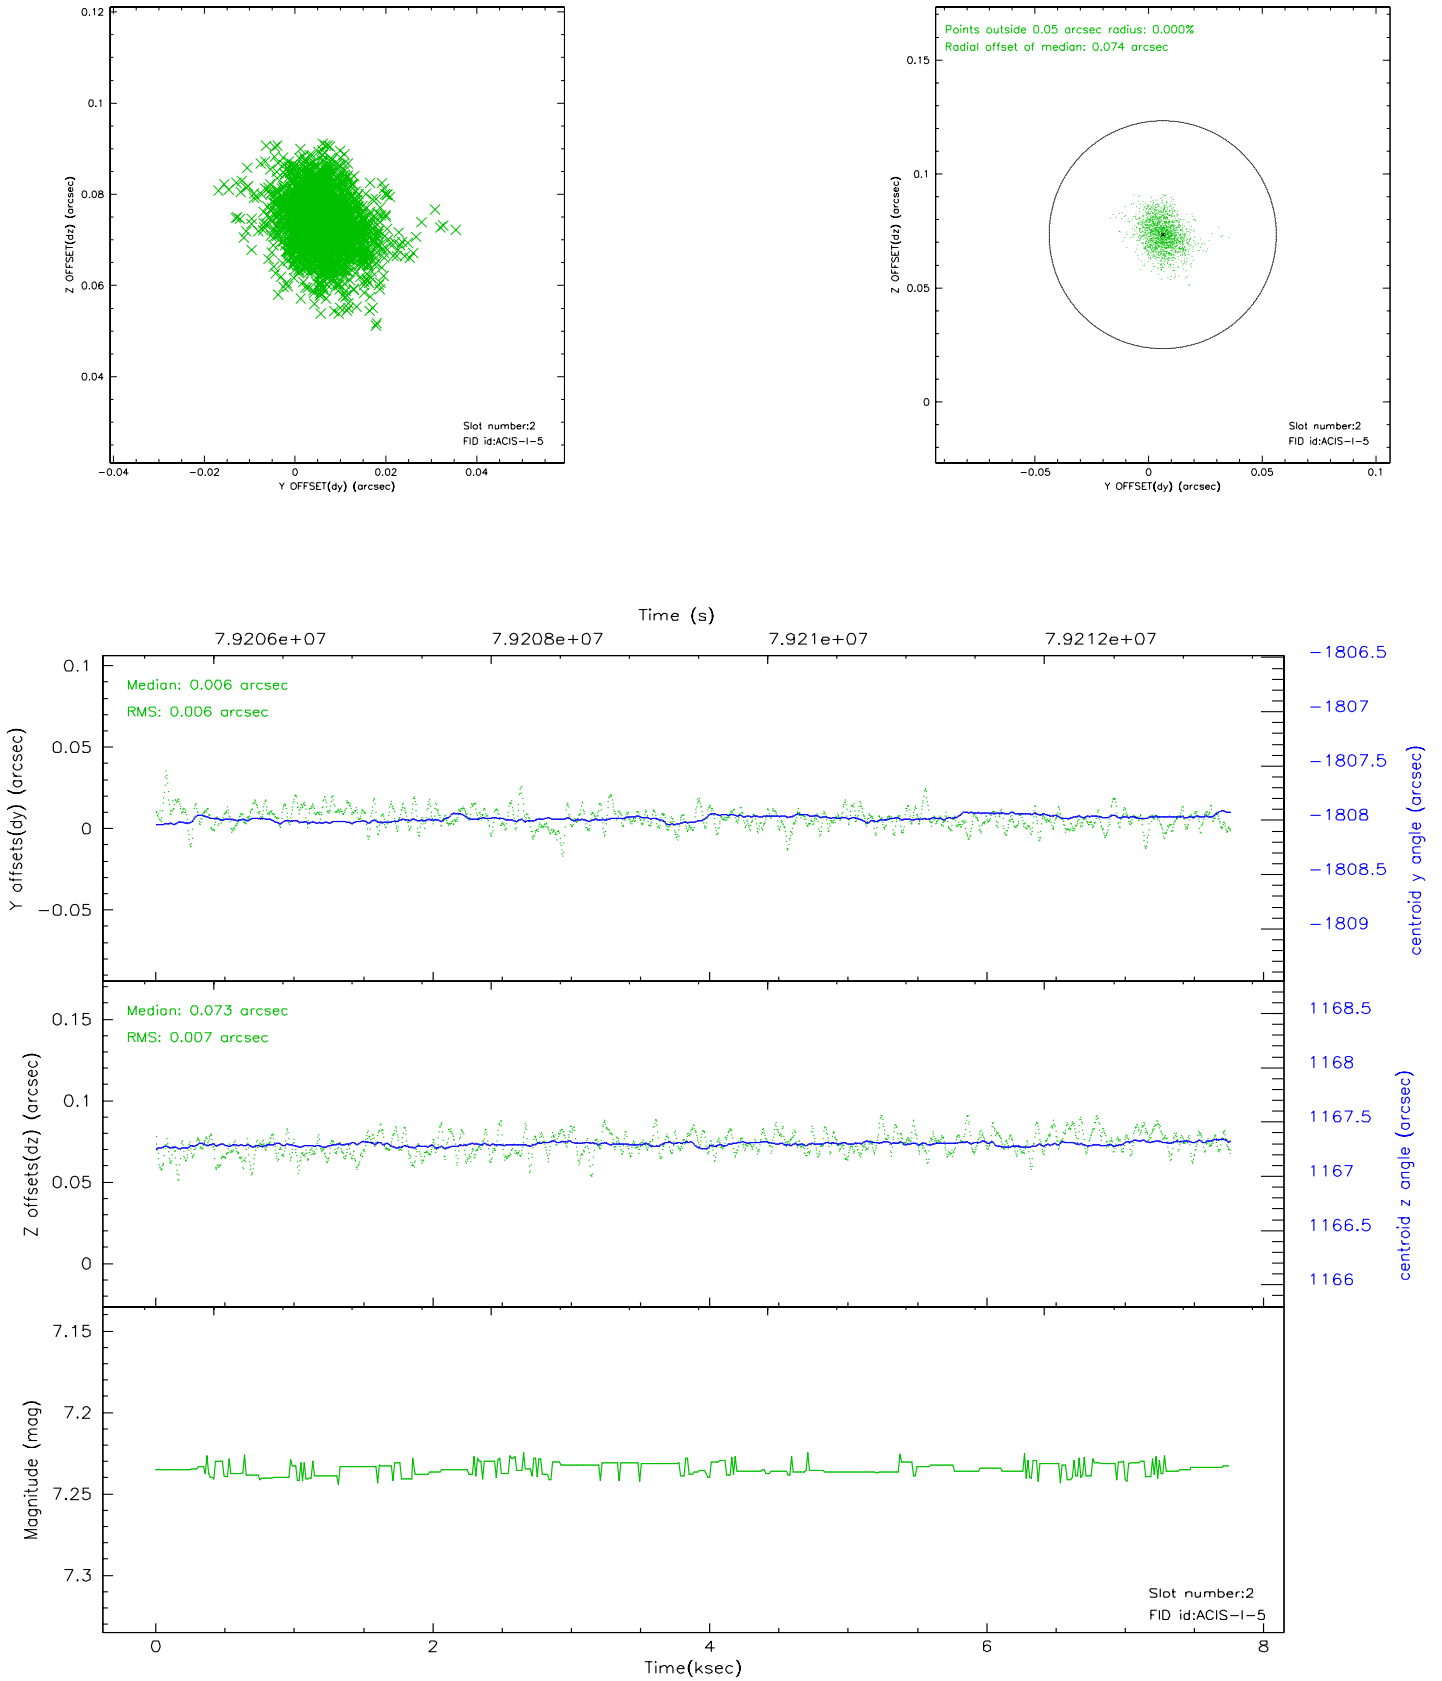 0.12
0.1
0.08
0.06
0.04
Z OFFSET(dz) (arcsec)
Slot number:2
FID id:ACIS-I-5
-0.04
-0.02
0
0.02
0.04
Y OFFSET(dy) (arcsec)
Points outside 0.05 arcsec radius: 0.000%
Radial offset of median: 0.074 arcsec
0.15
0.1
0.05
0
Z OFFSET(dz) (arcsec)
Slot number:2
FID id:ACIS-I-5
-0.05
0
0.05
0.1
Y OFFSET(dy) (arcsec)
Time (s)
7.9206e+07
7.9208e+07
7.921e+07
7.9212e+07
Median: 0.006 arcsec
RMS: 0.006 arcsec
0.1
0.05
0
-0.05
Y offsets(dy) (arcsec)
-1806.5
-1807
-1807.5
-1808
-1808.5
-1809
centroid y angle (arcsec)
Median: 0.073 arcsec
RMS: 0.007 arcsec
0.15
0.1
0.05
0
Z offsets(dz) (arcsec)
1168.5
1168
1167.5
1167
1166.5
1166
centroid z angle (arcsec)
7.15
7.2
7.25
7.3
Magnitude (mag)
Slot number:2
FID id:ACIS-I-5
0
2
4
6
8
Time(ksec)